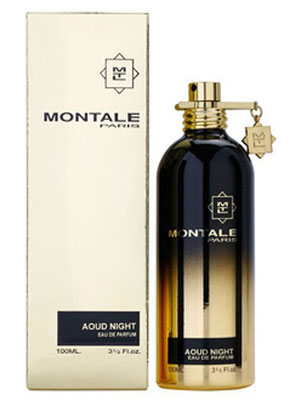 MONTALE
PARIS
AOUD NIGHT
EAU DE PARFUM
100ML. 3⅓ Fl.oz.
MONTALE
PARIS
AOUD NIGHT
EAU DE PARFUM
100ML. 3⅓ Fl.oz.